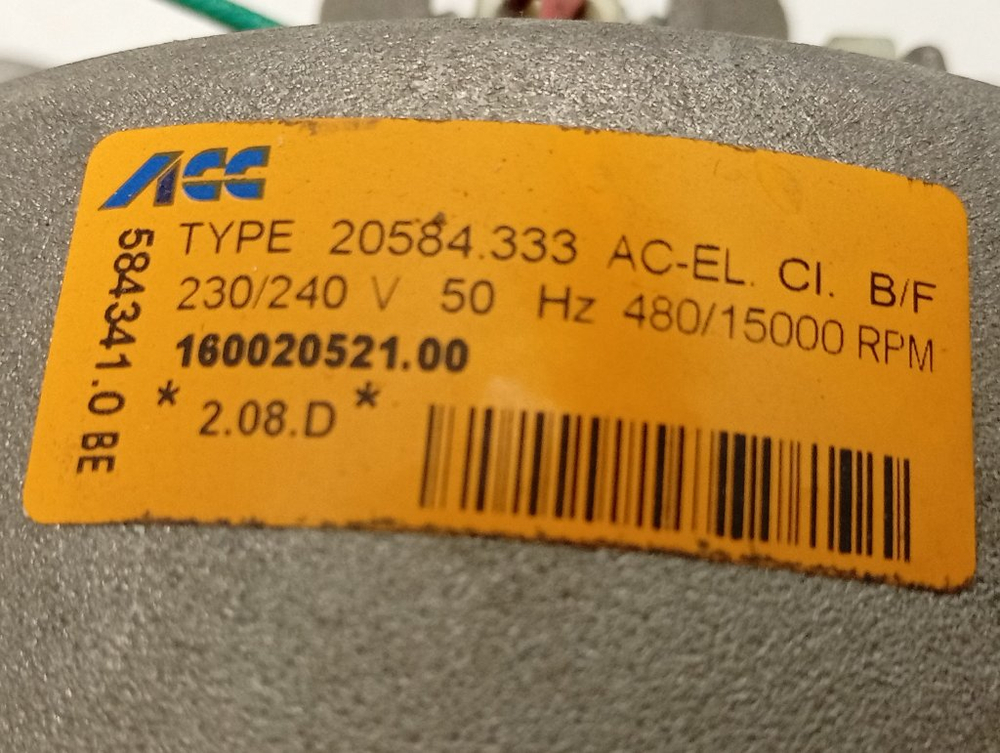 ACC
TYPE 20584.333 AC-EL. CI. B/F
230/240 V 50 Hz 480/15000 RPM
160020521.00
* 2.08.D *
584341.0 BE